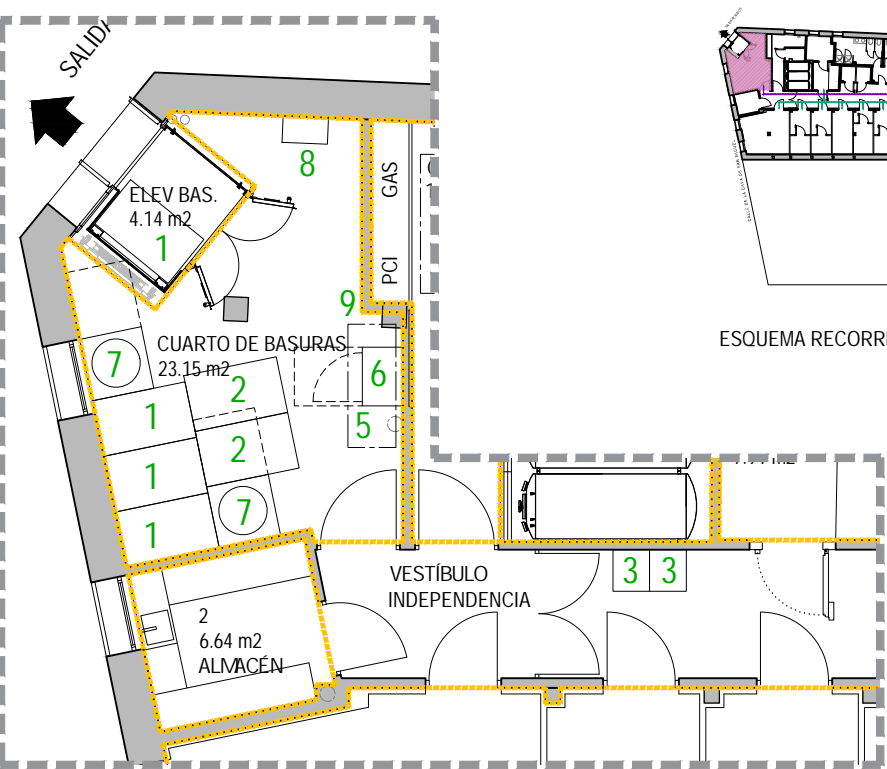 SALIDA
ELEV BAS.
4.14 m2
1
8
GAS
PCI
9
CUARTO DE BASURAS
23.15 m2
7
6
2
1
5
2
1
7
1
VESTÍBULO
INDEPENDENCIA
3 3
2
6.64 m2
ALMACÉN
ESQUEMA RECORRI